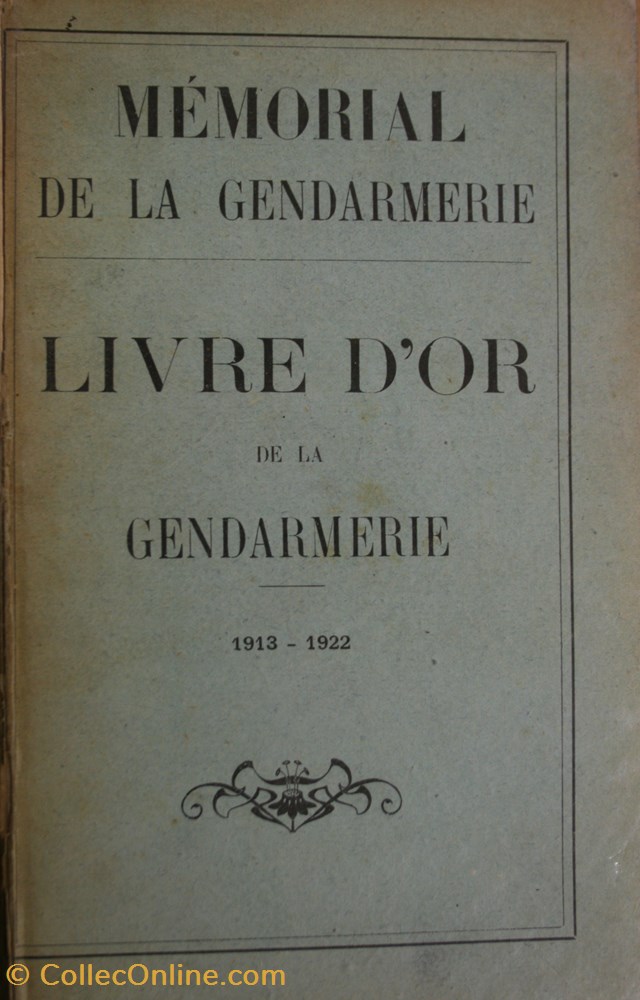 MÉMORIAL
DE LA GENDARMERIE
LIVRE D'OR
DE LA
GENDARMERIE
1913 - 1922
© CollecOnline.com